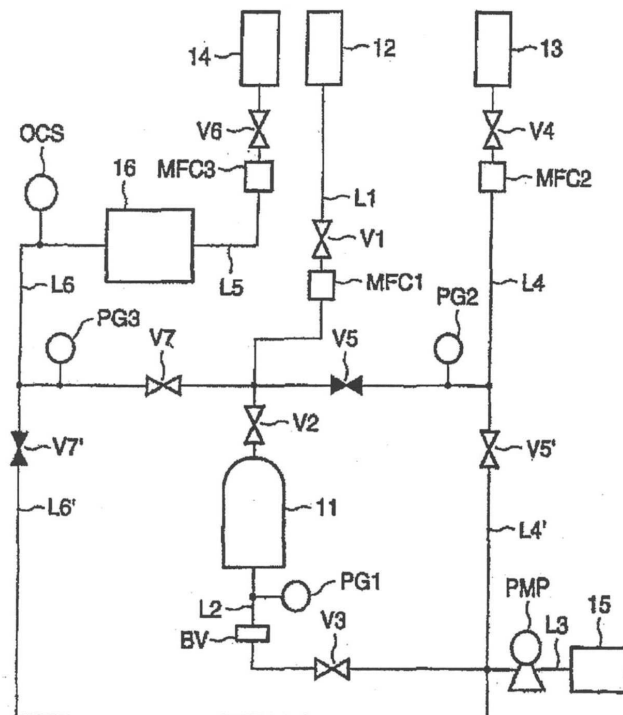 14
12
13
V6
V4
OCS
MFC3
MFC2
16
L1
V1
L5
L6
MFC1
L4
PG3
V7
V5
PG2
V2
V7'
V5'
L6'
11
L4'
PG1
L2
PMP
15
V3
L3
BV